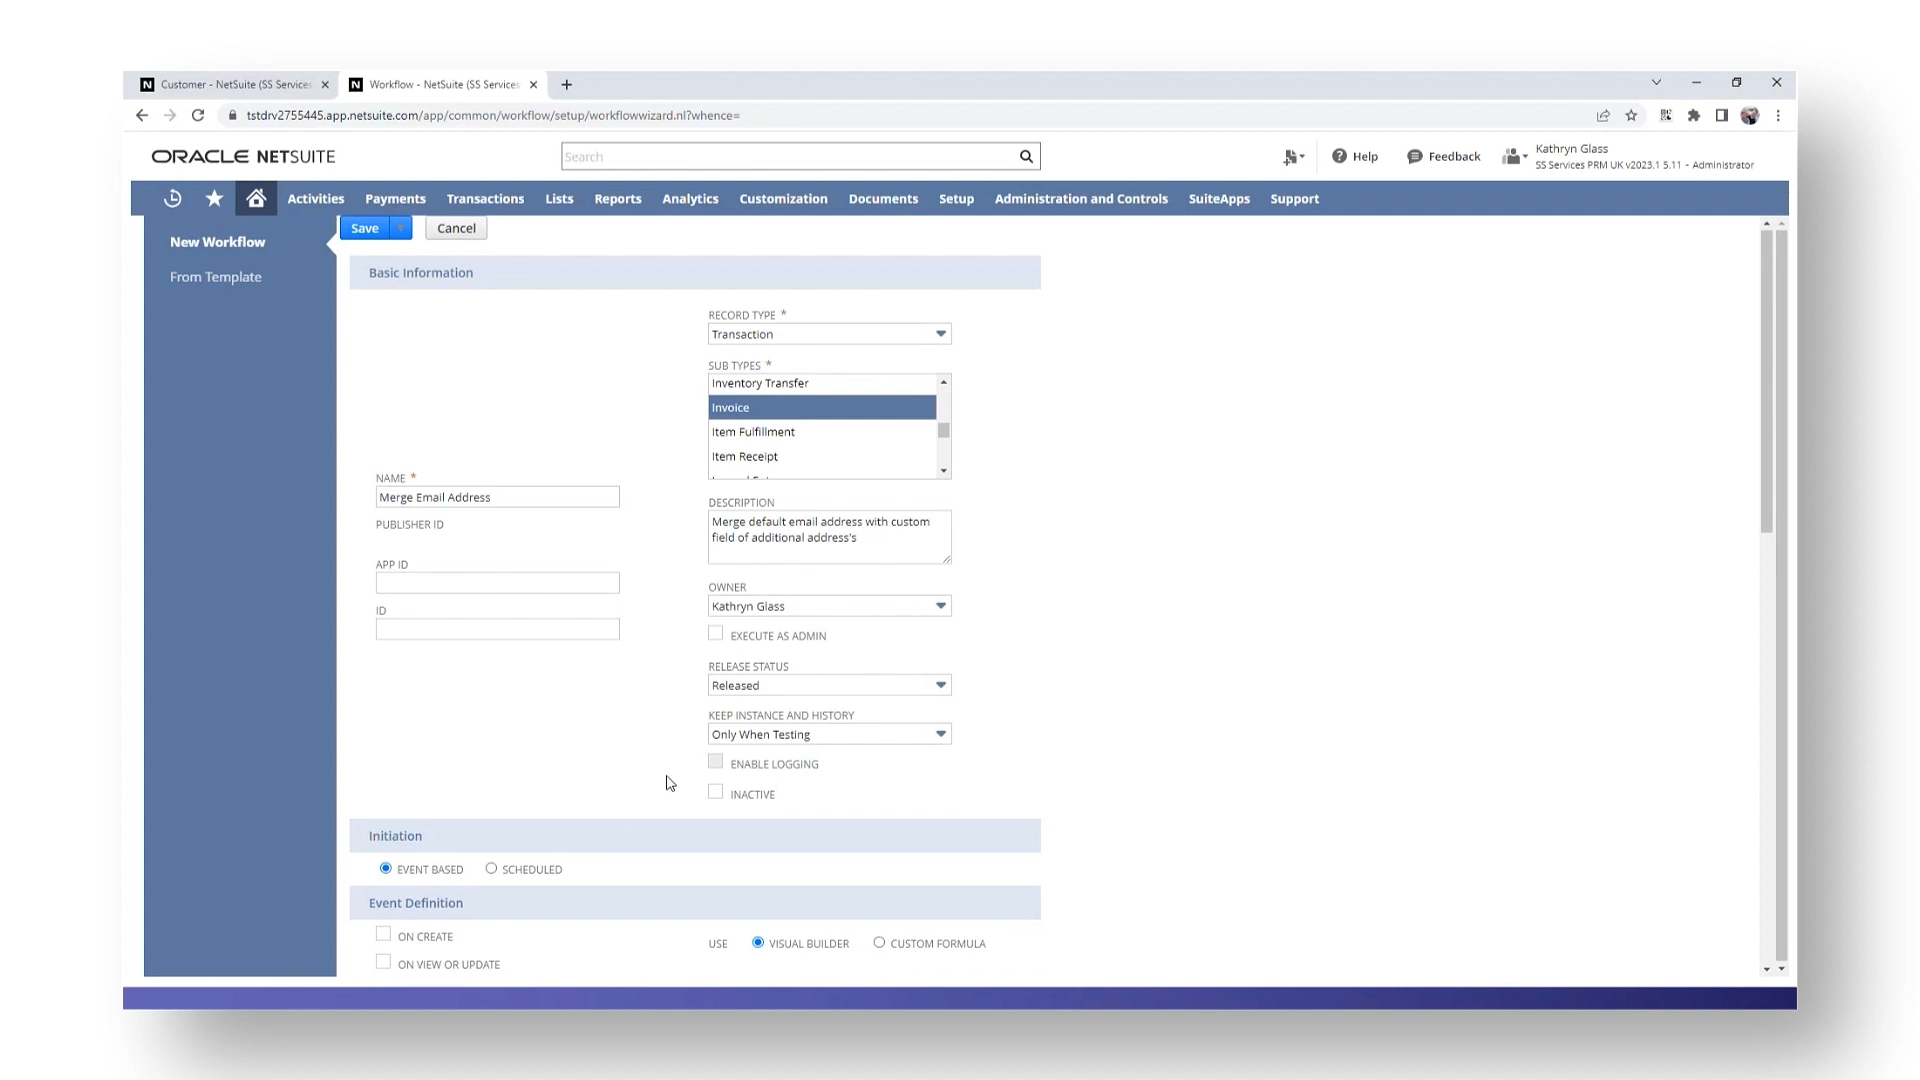 Customer - NetSuite (SS Services
Workflow - NetSuite (SS Services
tstdrv2755445.app.netsuite.com/app/common/workflow/setup/workflowwizard.nl?whence=
ORACLE NETSUITE
Search
Help
Feedback
Kathryn Glass
SS Services PRM UK v2023.1 5.11 - Administrator
Activities
Payments
Transactions
Lists
Reports
Analytics
Customization
Documents
Setup
Administration and Controls
SuiteApps
Support
New Workflow
From Template
Save
Cancel
Basic Information
NAME *
Merge Email Address
PUBLISHER ID
APP ID
ID
RECORD TYPE *
Transaction
SUB TYPES *
Inventory Transfer
Invoice
Item Fulfillment
Item Receipt
DESCRIPTION
Merge default email address with custom
field of additional address's
OWNER
Kathryn Glass
EXECUTE AS ADMIN
RELEASE STATUS
Released
KEEP INSTANCE AND HISTORY
Only When Testing
ENABLE LOGGING
INACTIVE
Initiation
EVENT BASED
SCHEDULED
Event Definition
ON CREATE
ON VIEW OR UPDATE
USE
VISUAL BUILDER
CUSTOM FORMULA